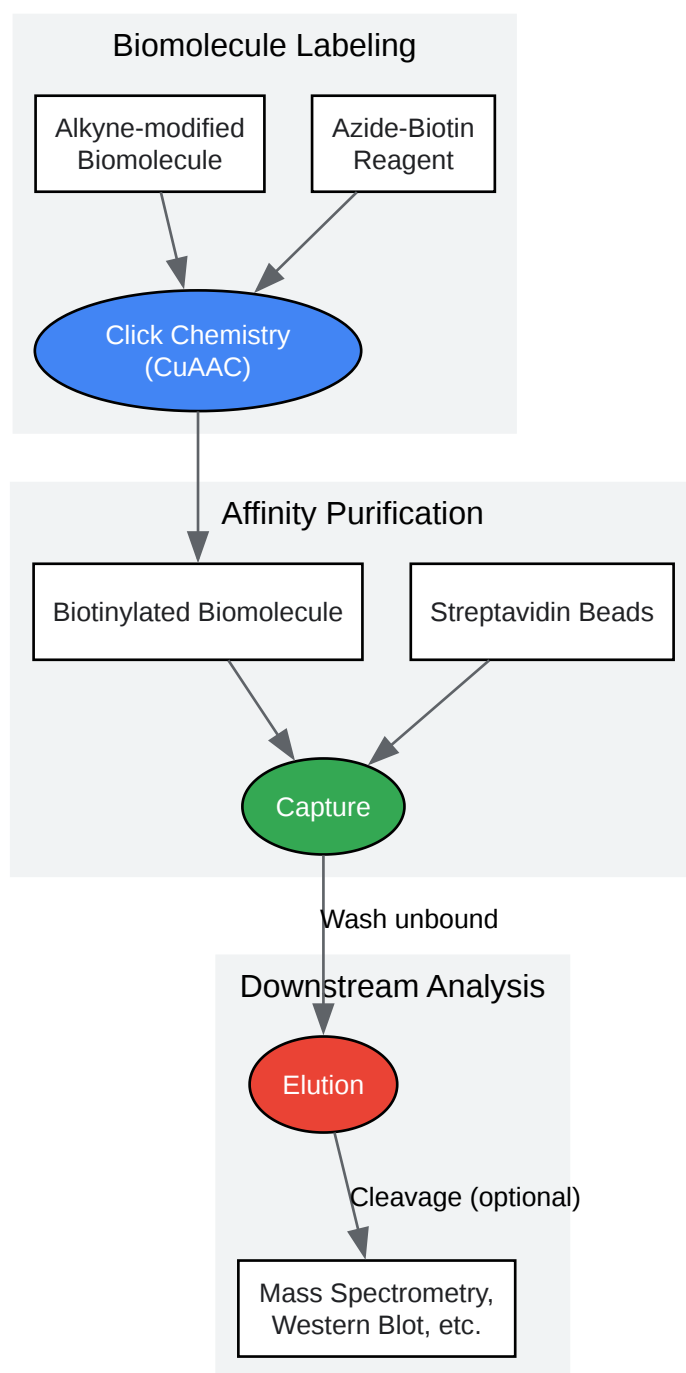 Biomolecule Labeling
Alkyne-modified
Biomolecule
Azide-Biotin
Reagent
Click Chemistry
(CuAAC)
Affinity Purification
Biotinylated Biomolecule
Streptavidin Beads
Capture
Wash unbound
Downstream Analysis
Elution
Cleavage (optional)
Mass Spectrometry,
Western Blot, etc.